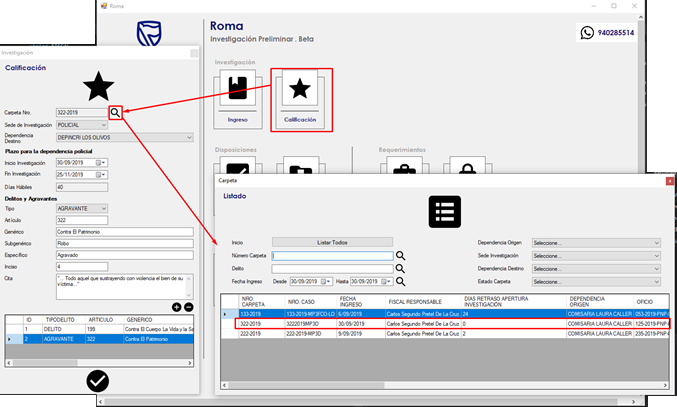 Roma
Roma
Investigación Preliminar . Beta
940285514
Investigación
Ingreso
Calificación
Disposiciones
Requerimientos
Investigación
Calificación
Carpeta Nro.
322-2019
Sede de Investigación
POLICIAL
Dependencia Destino
DEPINCRI LOS OLIVOS
Plazo para la dependencia policial
Inicio Investigación
30/09/2019
Fin Investigación
25/11/2019
Días Hábiles
40
Delitos y Agravantes
Tipo
AGRAVANTE
Artículo
322
Genérico
Contra El Patrimonio
Subgenérico
Robo
Específico
Agravado
Inciso
4
Cita
"... Todo aquel que sustrayendo con violencia el bien de su
víctima..."
ID TIPODELITO ARTICULO GENERICO
1 DELITO 199 Contra El Cuerpo La Vida y la Sa
2 AGRAVANTE 322 Contra El Patrimonio
Carpeta
Listado
Inicio
Listar Todos
Número Carpeta
Delito
Fecha Ingreso Desde 30/09/2019 Hasta 30/09/2019
Dependencia Origen Seleccione...
Sede Investigación Seleccione...
Dependencia Destino Seleccione...
Estado Carpeta Seleccione...
NRO. CARPETA NRO. CASO FECHA INGRESO FISCAL RESPONSABLE DÍAS RETRASO APERTURA INVESTIGACIÓN DEPENDENCIA ORIGEN OFICIO
133-2019 133-2019-MP3FCO-LO 6/09/2019 Carlos Segundo Pretel De La Cruz 24 COMISARIA LAURA CALLER 053-2019-PNP-
322-2019 3222019MP3D 30/09/2019 Carlos Segundo Pretel De La Cruz 0 COMISARIA LAURA CALLER 125-2019-PNP-
222-2019 222-2019-MP3D 9/09/2019 Carlos Segundo Pretel De La Cruz 2 COMISARIA LAURA CALLER 235-2019-PNP-